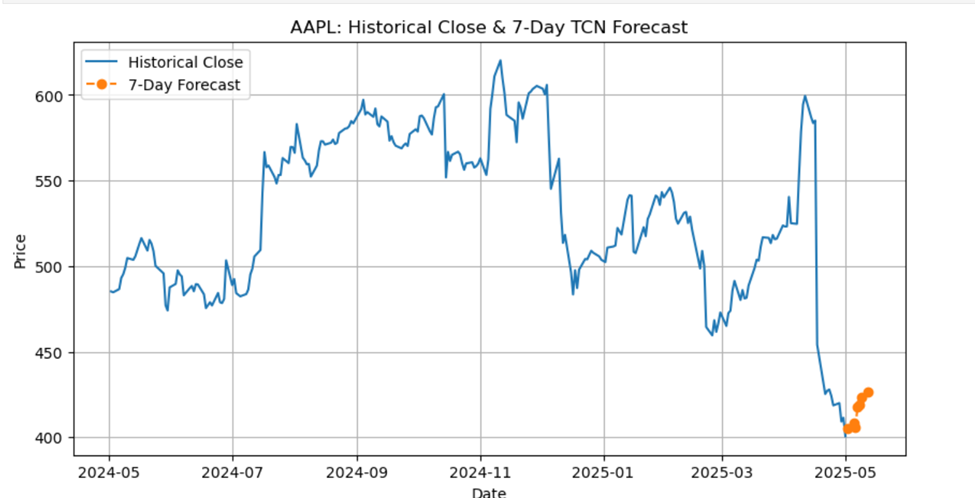 AAPL: Historical Close & 7-Day TCN Forecast
Historical Close
7-Day Forecast
Price
600
550
500
450
400
2024-05 2024-07 2024-09 2024-11 2025-01 2025-03 2025-05
Date